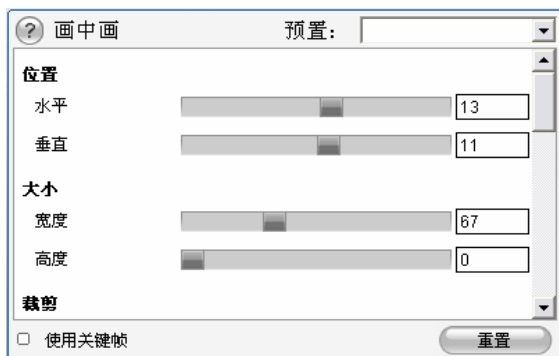 ? 画中画 预置:
位置
水平 13
垂直 11
大小
宽度 67
高度 0
裁剪
使用关键帧 重置